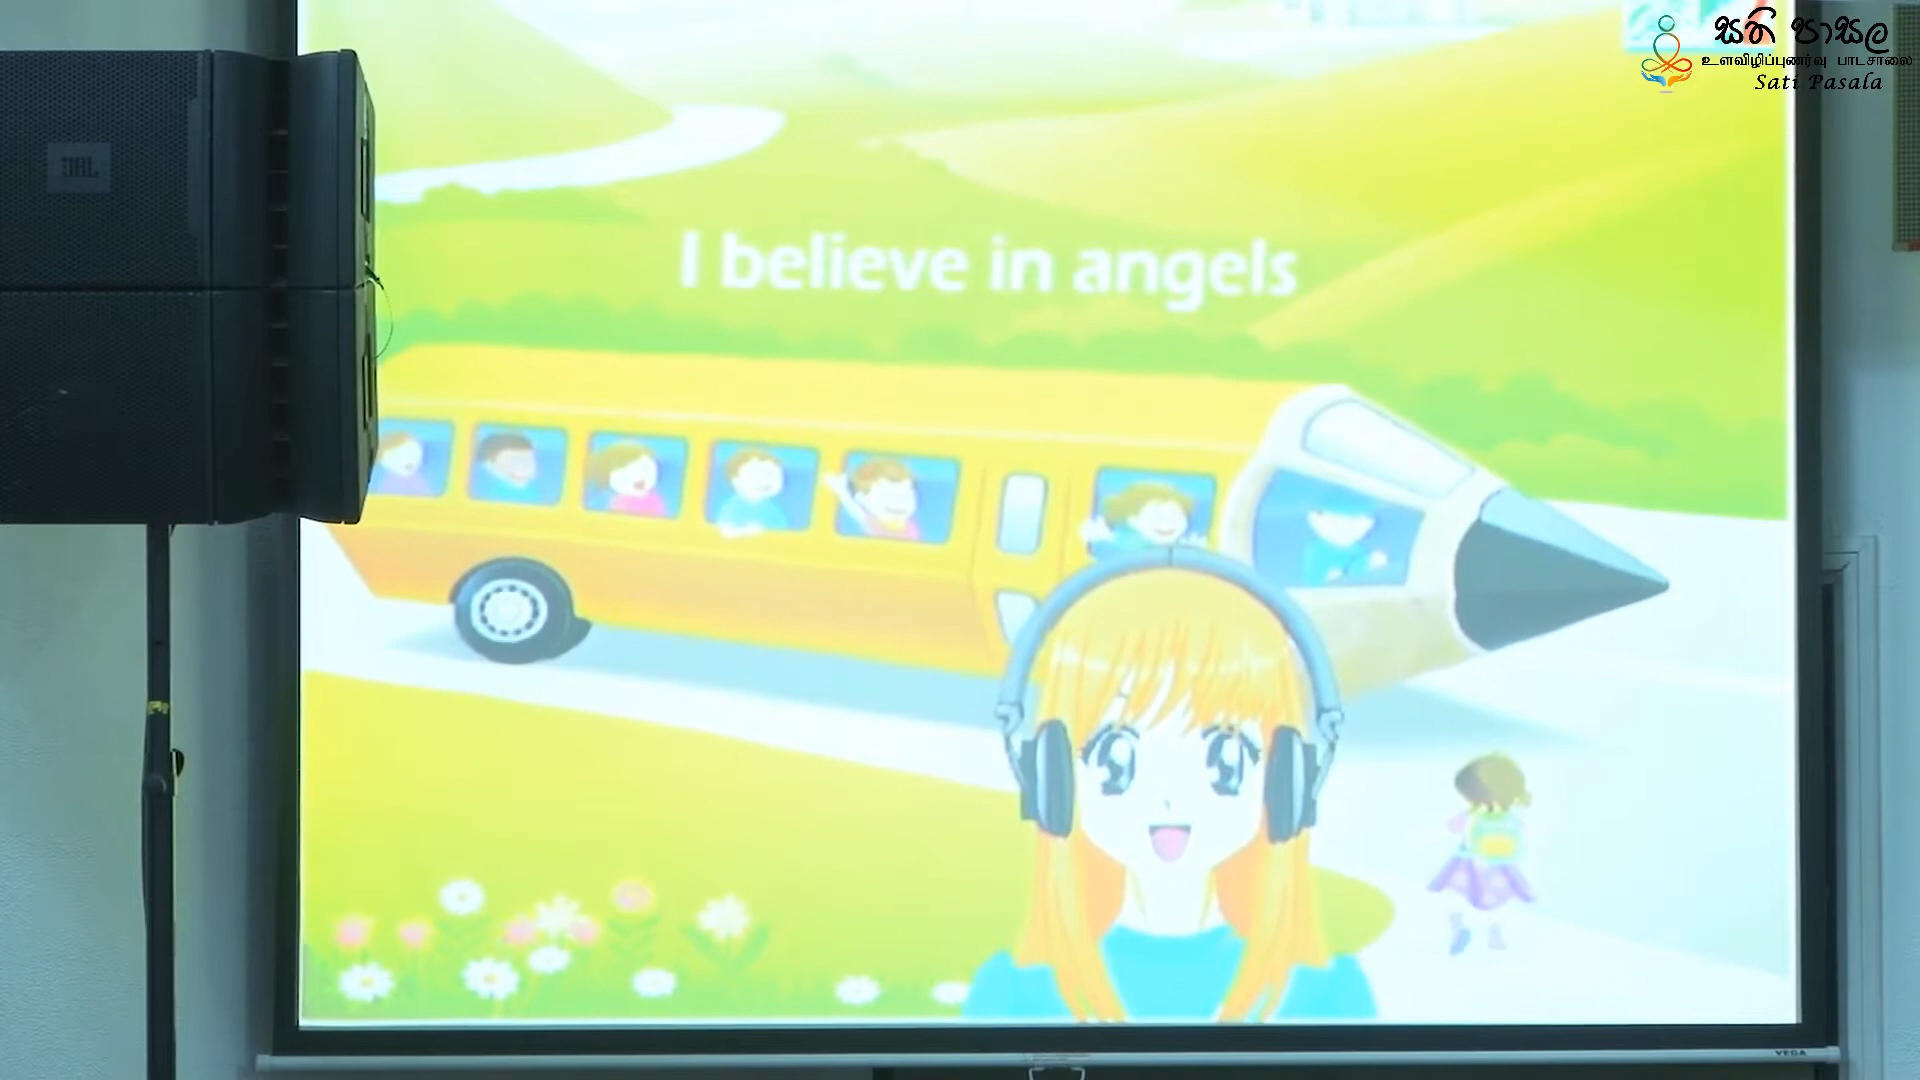 සති පාසල
உளவிழிப்புணர்வு பாடசாலை
Sati Pasala
JBL
I believe in angels
VEGA